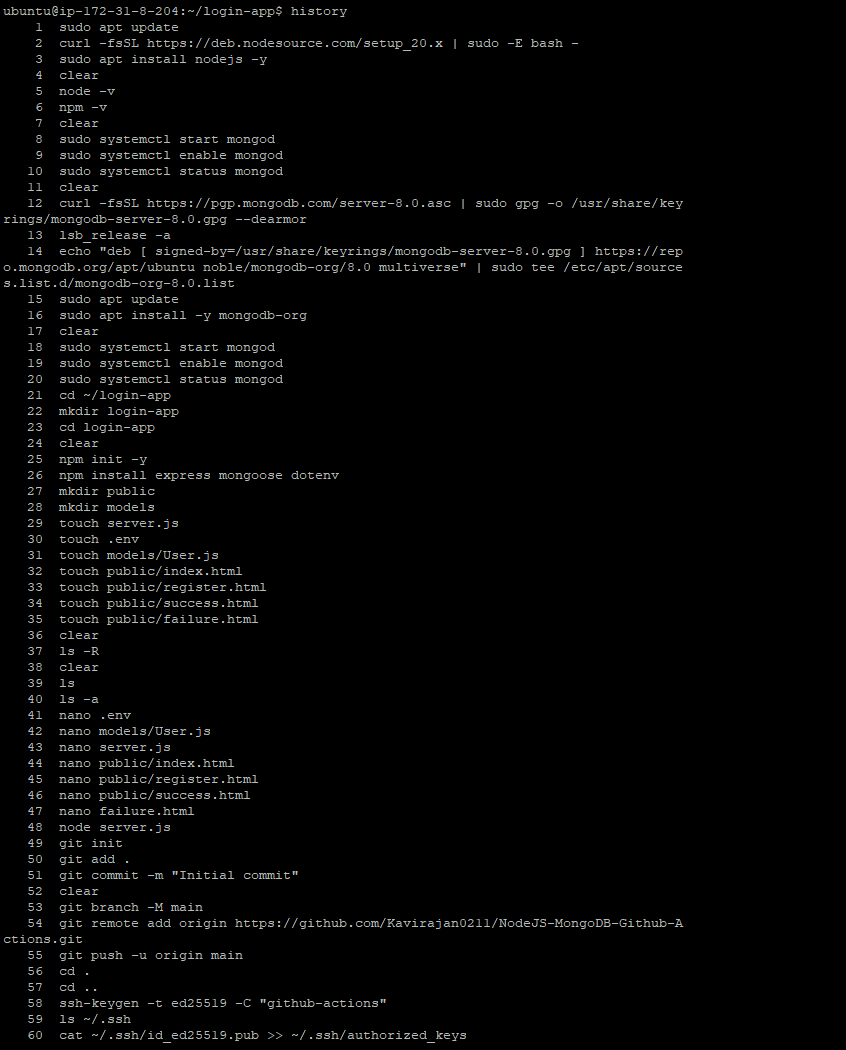 ubuntu@ip-172-31-8-204:~/login-app$ history
    1  sudo apt update
    2  curl -fsSL https://deb.nodesource.com/setup_20.x | sudo -E bash -
    3  sudo apt install nodejs -y
    4  clear
    5  node -v
    6  npm -v
    7  clear
    8  sudo systemctl start mongod
    9  sudo systemctl enable mongod
   10  sudo systemctl status mongod
   11  clear
   12  curl -fsSL https://pgp.mongodb.com/server-8.0.asc | sudo gpg -o /usr/share/key
rings/mongodb-server-8.0.gpg --dearmor
   13  lsb_release -a
   14  echo "deb [ signed-by=/usr/share/keyrings/mongodb-server-8.0.gpg ] https://rep
o.mongodb.org/apt/ubuntu noble/mongodb-org/8.0 multiverse" | sudo tee /etc/apt/source
s.list.d/mongodb-org-8.0.list
   15  sudo apt update
   16  sudo apt install -y mongodb-org
   17  clear
   18  sudo systemctl start mongod
   19  sudo systemctl enable mongod
   20  sudo systemctl status mongod
   21  cd ~/login-app
   22  mkdir login-app
   23  cd login-app
   24  clear
   25  npm init -y
   26  npm install express mongoose dotenv
   27  mkdir public
   28  mkdir models
   29  touch server.js
   30  touch .env
   31  touch models/User.js
   32  touch public/index.html
   33  touch public/register.html
   34  touch public/success.html
   35  touch public/failure.html
   36  clear
   37  ls -R
   38  clear
   39  ls
   40  ls -a
   41  nano .env
   42  nano models/User.js
   43  nano server.js
   44  nano public/index.html
   45  nano public/register.html
   46  nano public/success.html
   47  nano failure.html
   48  node server.js
   49  git init
   50  git add .
   51  git commit -m "Initial commit"
   52  clear
   53  git branch -M main
   54  git remote add origin https://github.com/Kavirajan0211/NodeJS-MongoDB-Github-A
ctions.git
   55  git push -u origin main
   56  cd .
   57  cd ..
   58  ssh-keygen -t ed25519 -C "github-actions"
   59  ls ~/.ssh
   60  cat ~/.ssh/id_ed25519.pub >> ~/.ssh/authorized_keys